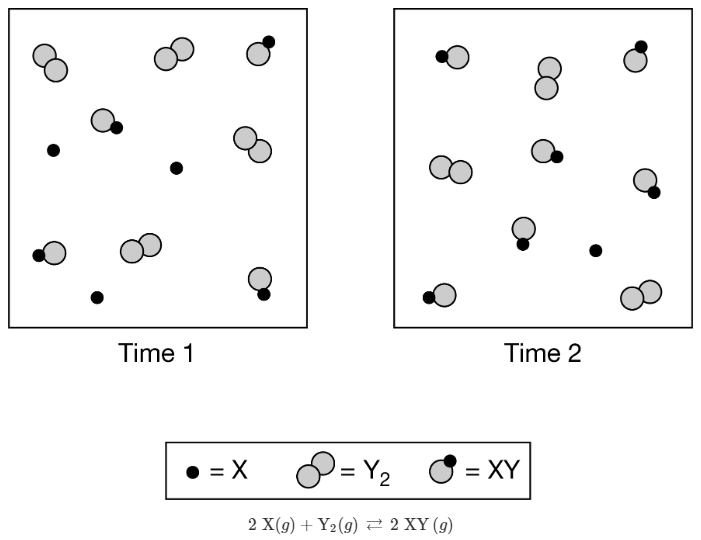 Time 1
Time 2
= X
= Y₂
= XY
2 X(g) + Y₂(g) ⇄ 2 XY (g)